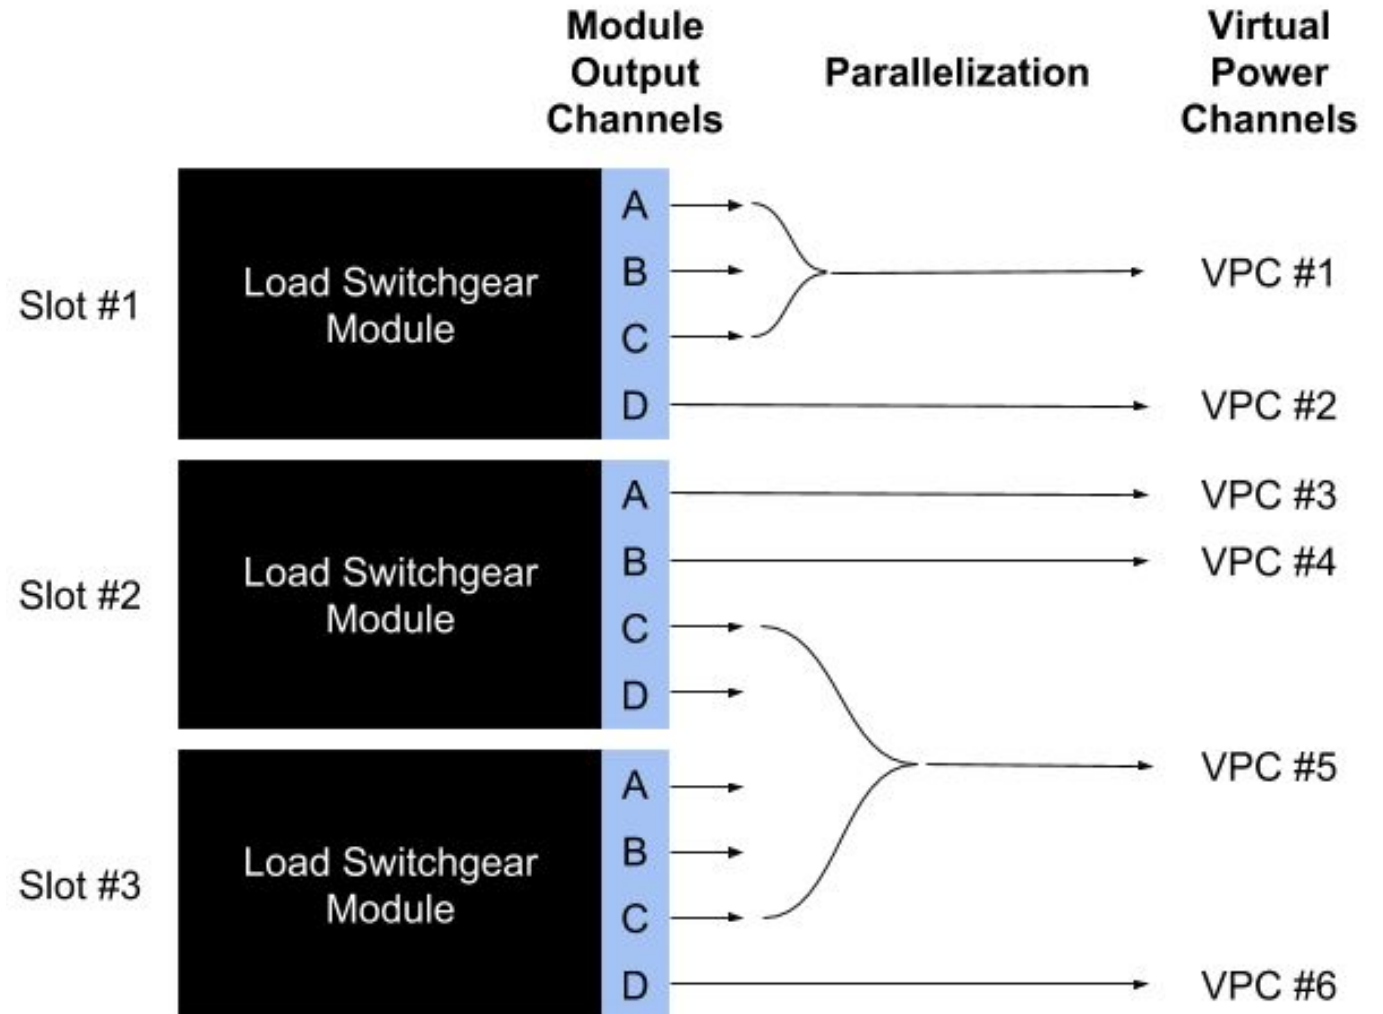 Module
Output
Channels
Parallelization
Virtual
Power
Channels
Slot #1
Load Switchgear
Module
A
B
C
D
VPC #1
VPC #2
Slot #2
Load Switchgear
Module
A
B
C
D
VPC #3
VPC #4
VPC #5
Slot #3
Load Switchgear
Module
A
B
C
D
VPC #6